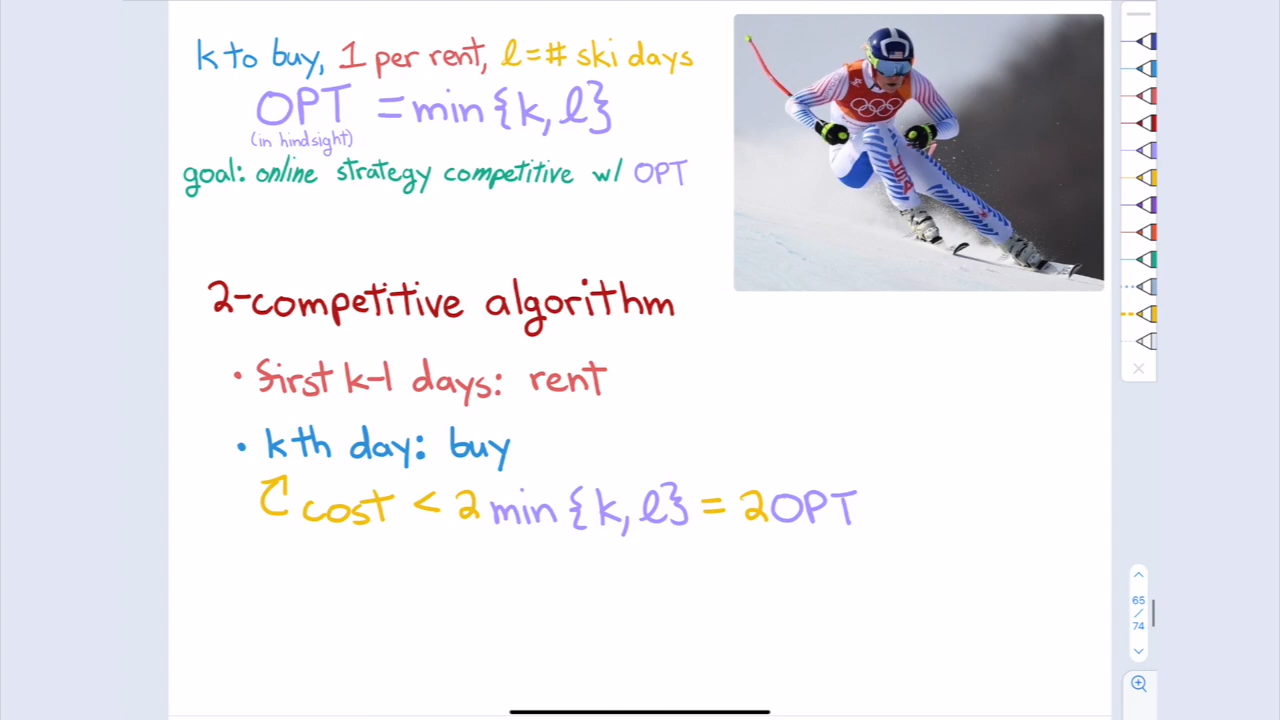 k to buy, 1 per rent, ℓ = # ski days
OPT = min{k, ℓ}
(in hindsight)
goal: online strategy competitive w/ OPT
USA
2-competitive algorithm
• first k-1 days: rent
• kth day: buy
cost < 2 min{k, ℓ} = 2OPT
65
/
74